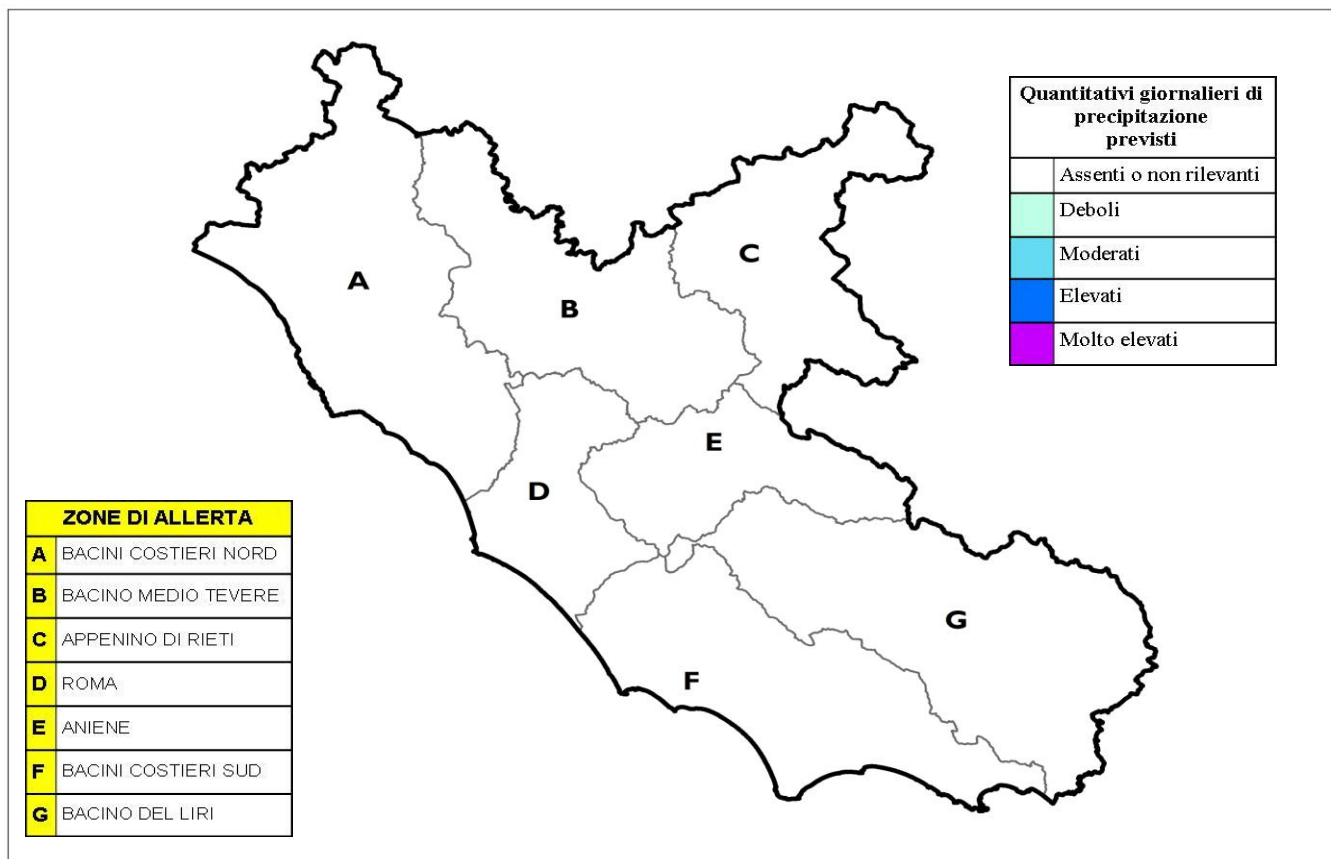 Quantitativi giornalieri di
precipitazione
previsti
Assenti o non rilevanti
Deboli
Moderati
Elevati
Molto elevati
A
B
C
D
E
F
G
ZONE DI ALLERTA
A BACINI COSTIERI NORD
B BACINO MEDIO TEVERE
C APPENINO DI RIETI
D ROMA
E ANIENE
F BACINI COSTIERI SUD
G BACINO DEL LIRI